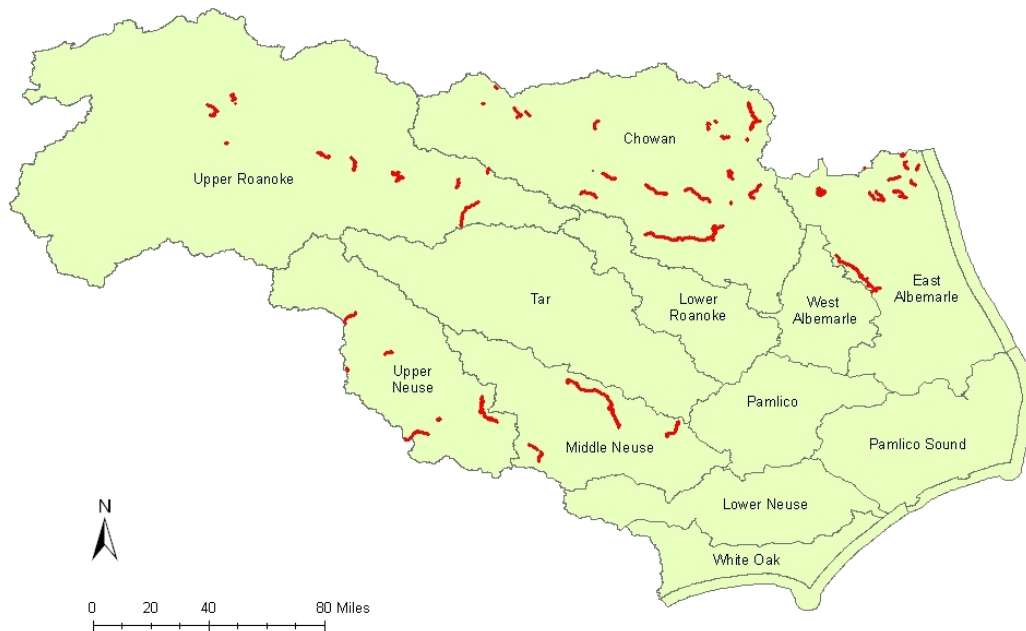 Chowan
Upper Roanoke
East
Albemarle
Tar
Lower
Roanoke
West
Albemarle
Upper
Neuse
Pamlico
Middle Neuse
Pamlico Sound
Lower Neuse
White Oak
N
0 20 40 80 Miles